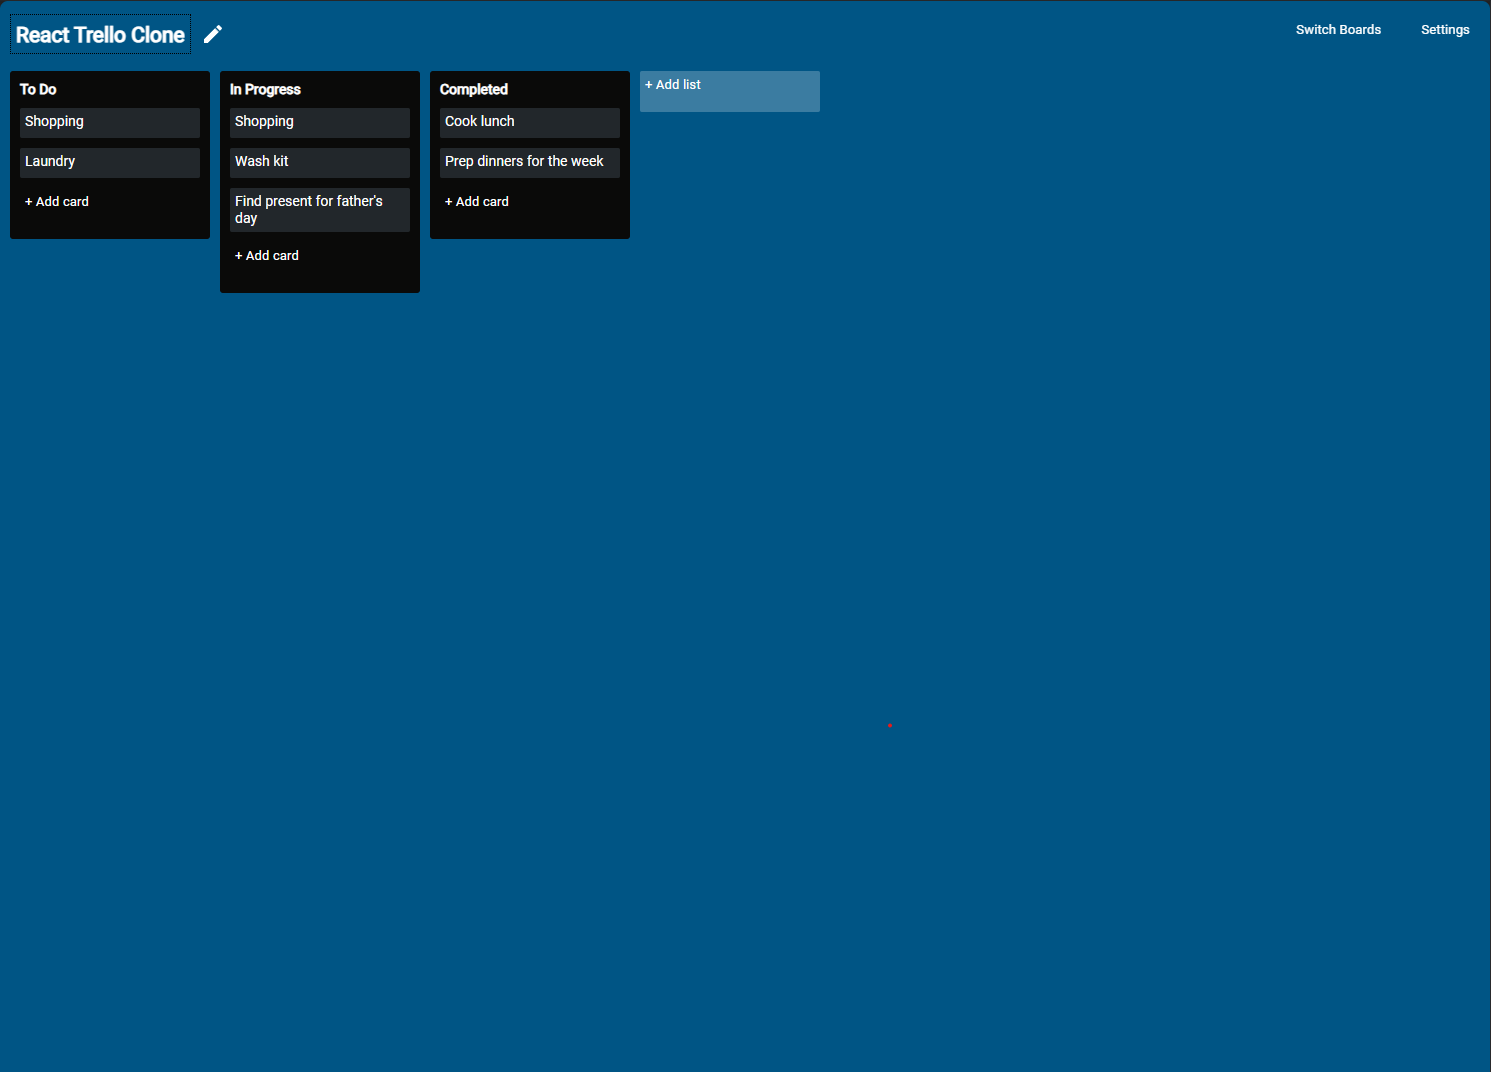 React Trello Clone
Switch Boards
Settings
To Do
Shopping
Laundry
+ Add card
In Progress
Shopping
Wash kit
Find present for father's
day
+ Add card
Completed
Cook lunch
Prep dinners for the week
+ Add card
+ Add list